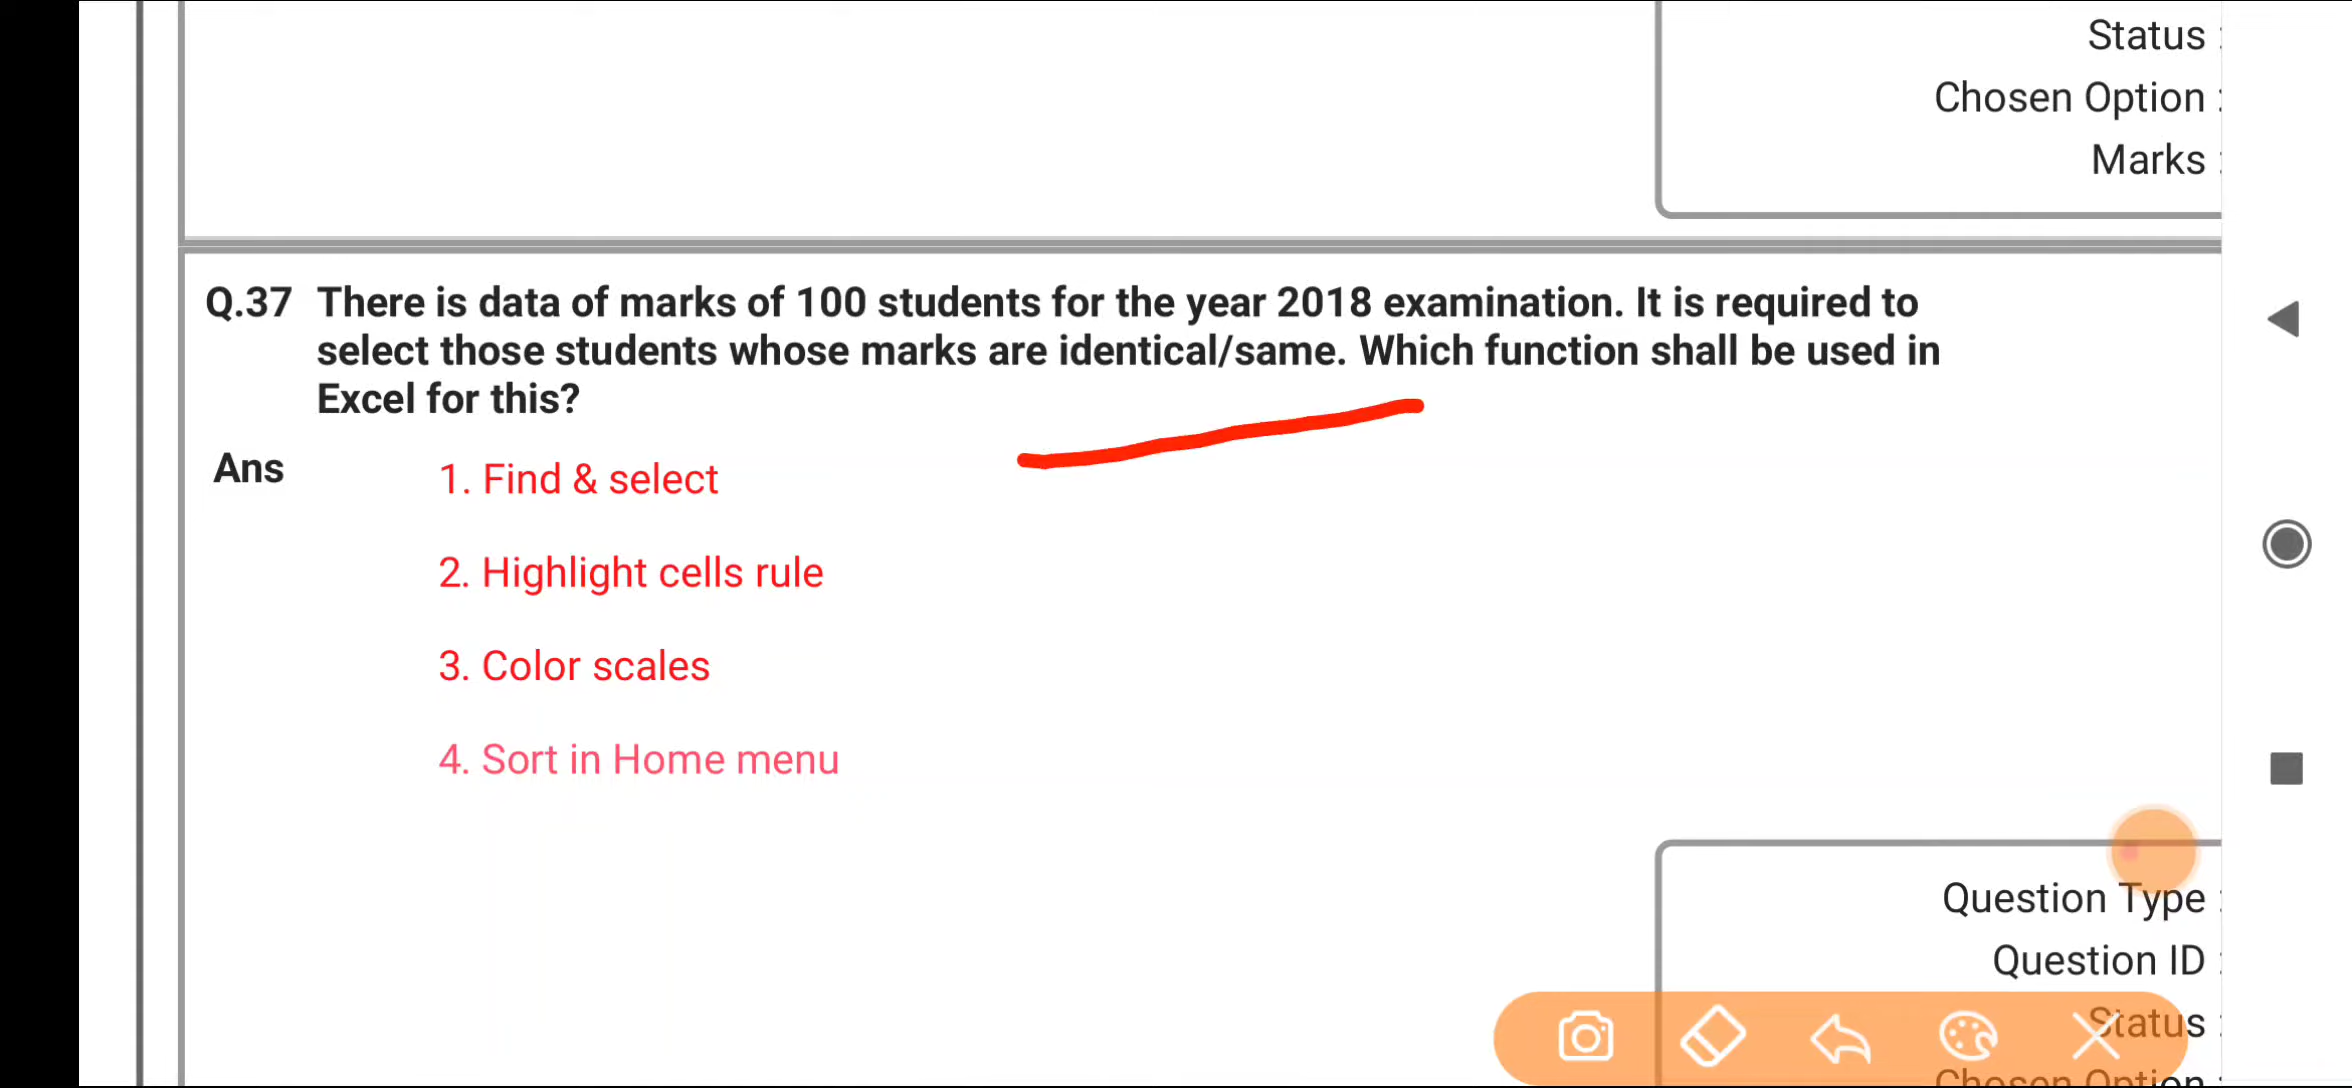 Status :
Chosen Option :
Marks :
Q.37 There is data of marks of 100 students for the year 2018 examination. It is required to
select those students whose marks are identical/same. Which function shall be used in
Excel for this?
Ans
1. Find & select
2. Highlight cells rule
3. Color scales
4. Sort in Home menu
Question Type :
Question ID :
Status :
Chosen Option :